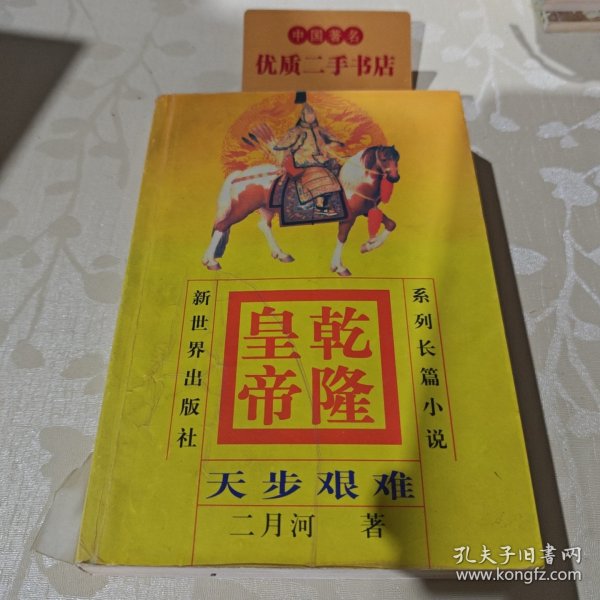 中国著名
优质二手书店
系列长篇小说
乾隆
皇帝
新世界出版社
天步艰难
二月河 著
孔夫子旧书网
www.kongfz.com